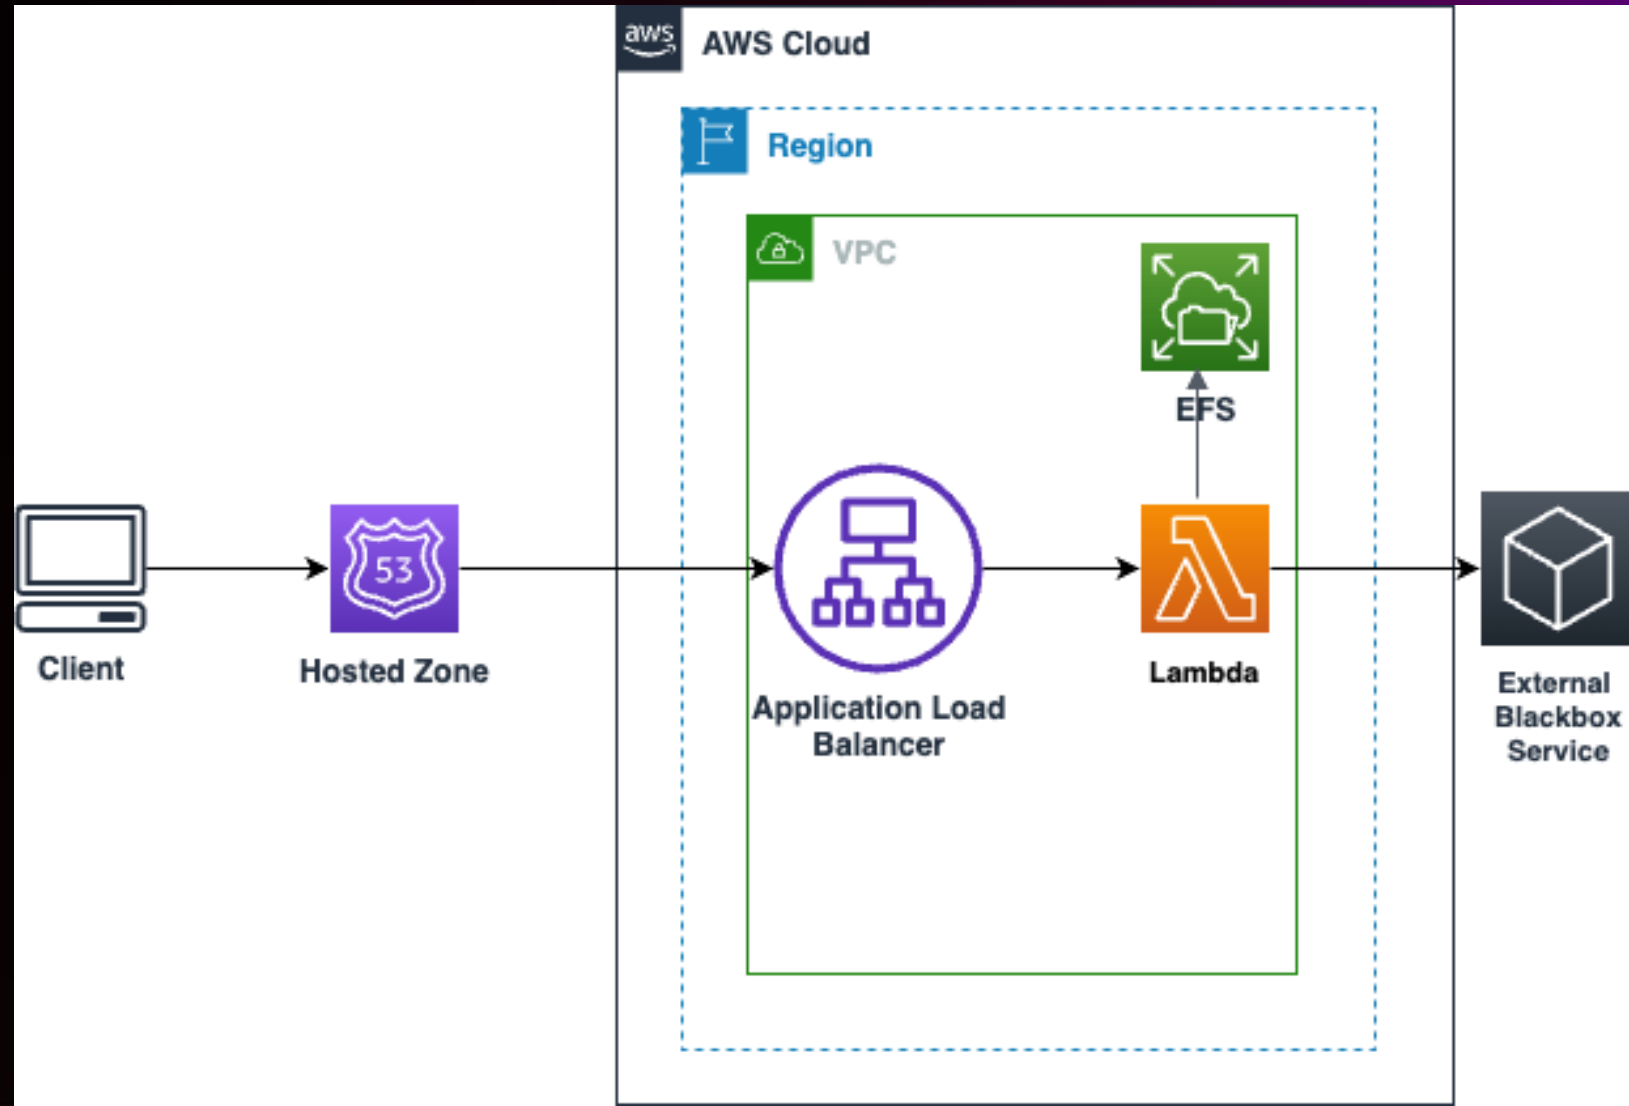 aws
AWS Cloud
Region
VPC
EFS
53
Client
Hosted Zone
Application Load
Balancer
Lambda
External
Blackbox
Service